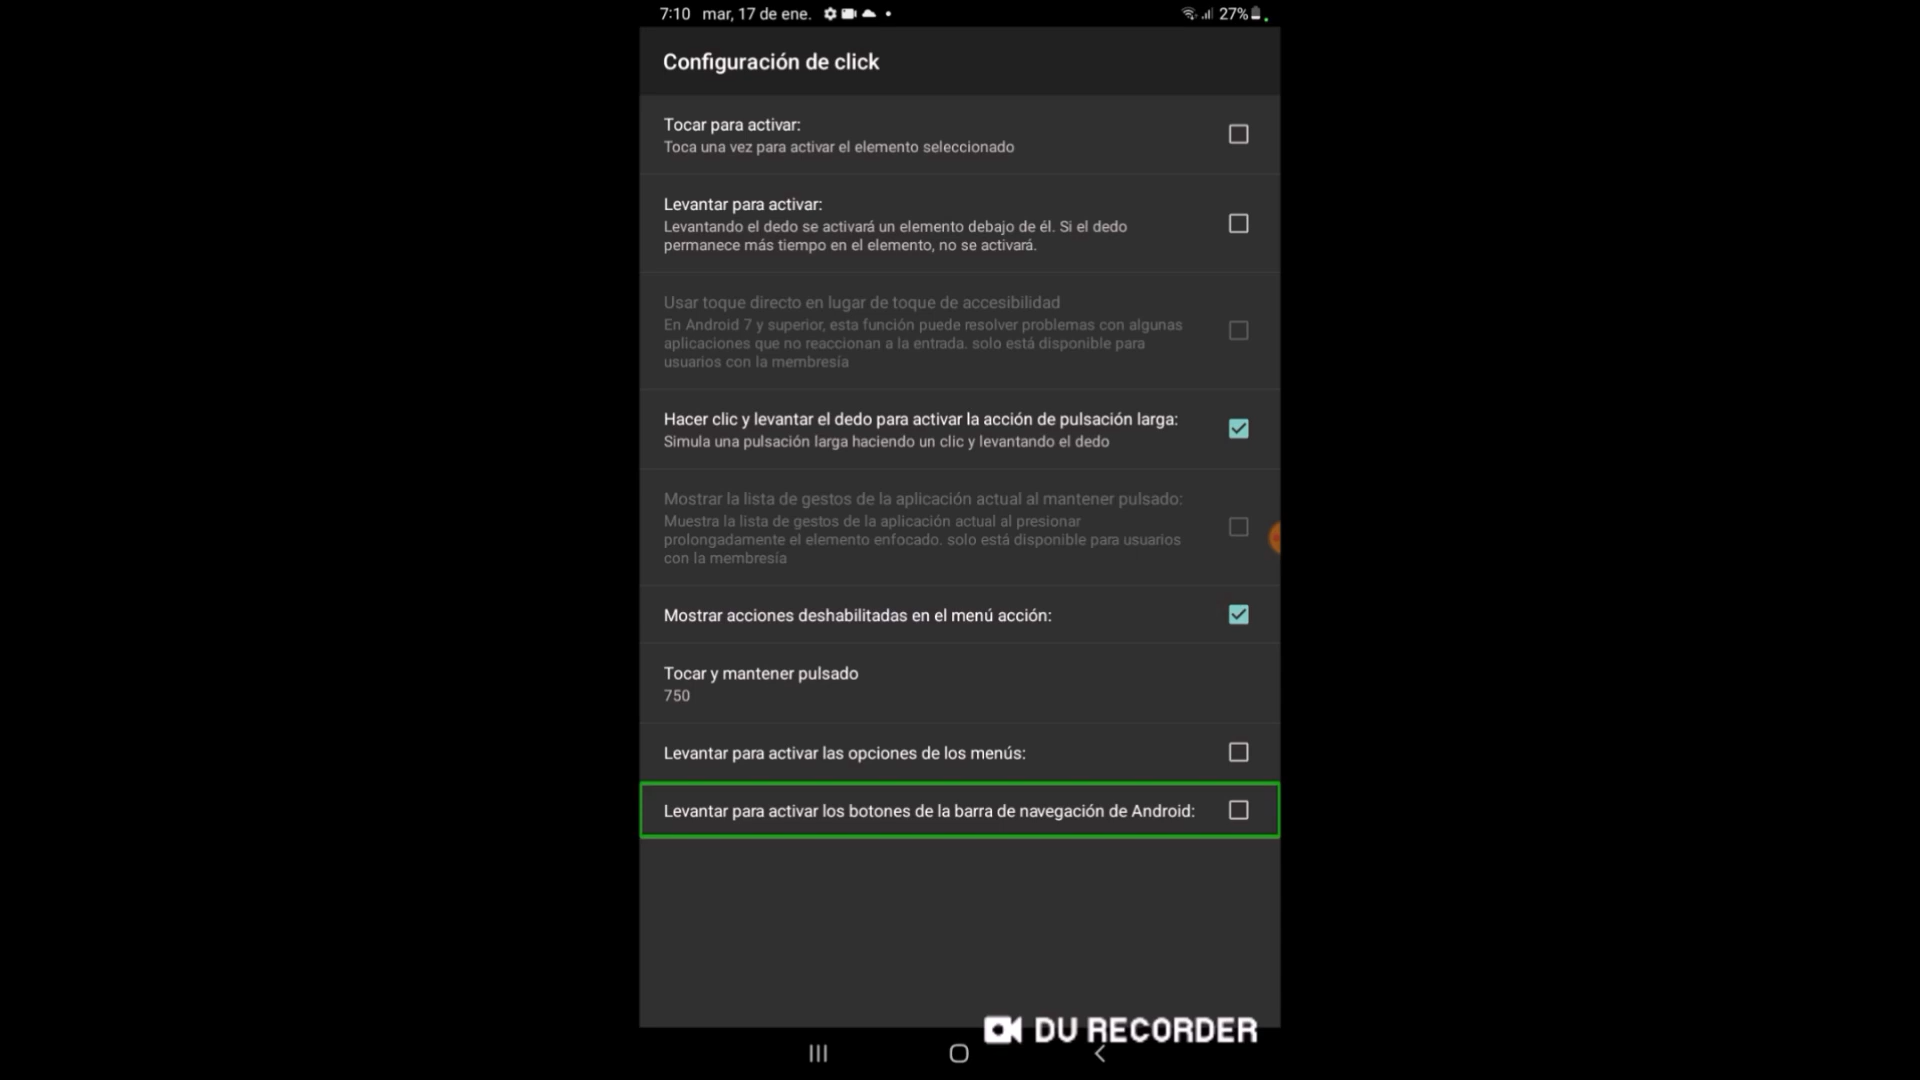 7:10 mar, 17 de ene.
27%
Configuración de click
Tocar para activar:
Toca una vez para activar el elemento seleccionado
Levantar para activar:
Levantando el dedo se activará un elemento debajo de él. Si el dedo
permanece más tiempo en el elemento, no se activará.
Usar toque directo en lugar de toque de accesibilidad
En Android 7 y superior, esta función puede resolver problemas con algunas
aplicaciones que no reaccionan a la entrada. solo está disponible para
usuarios con la membresía
Hacer clic y levantar el dedo para activar la acción de pulsación larga:
Simula una pulsación larga haciendo un clic y levantando el dedo
Mostrar la lista de gestos de la aplicación actual al mantener pulsado:
Muestra la lista de gestos de la aplicación actual al presionar
prolongadamente el elemento enfocado. solo está disponible para usuarios
con la membresía
Mostrar acciones deshabilitadas en el menú acción:
Tocar y mantener pulsado
750
Levantar para activar las opciones de los menús:
Levantar para activar los botones de la barra de navegación de Android:
DU RECORDER